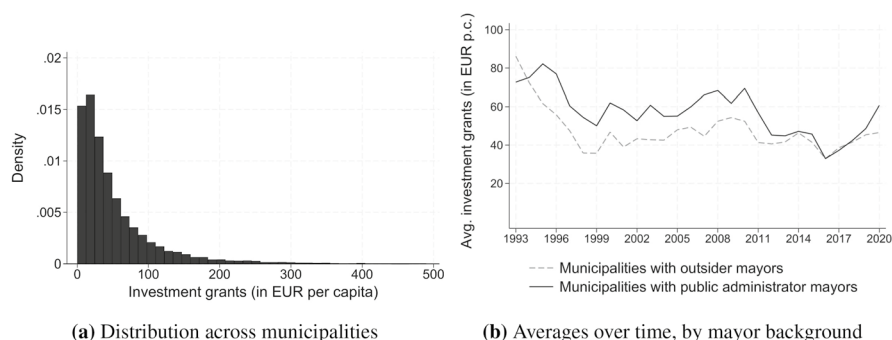 .02
.015
.01
.005
0
Density
0 100 200 300 400 500
Investment grants (in EUR per capita)
(a) Distribution across municipalities
Avg. investment grants (in EUR p.c.)
100
80
60
40
20
1993 1996 1999 2002 2005 2008 2011 2014 2017 2020
Municipalities with outsider mayors
Municipalities with public administrator mayors
(b) Averages over time, by mayor background